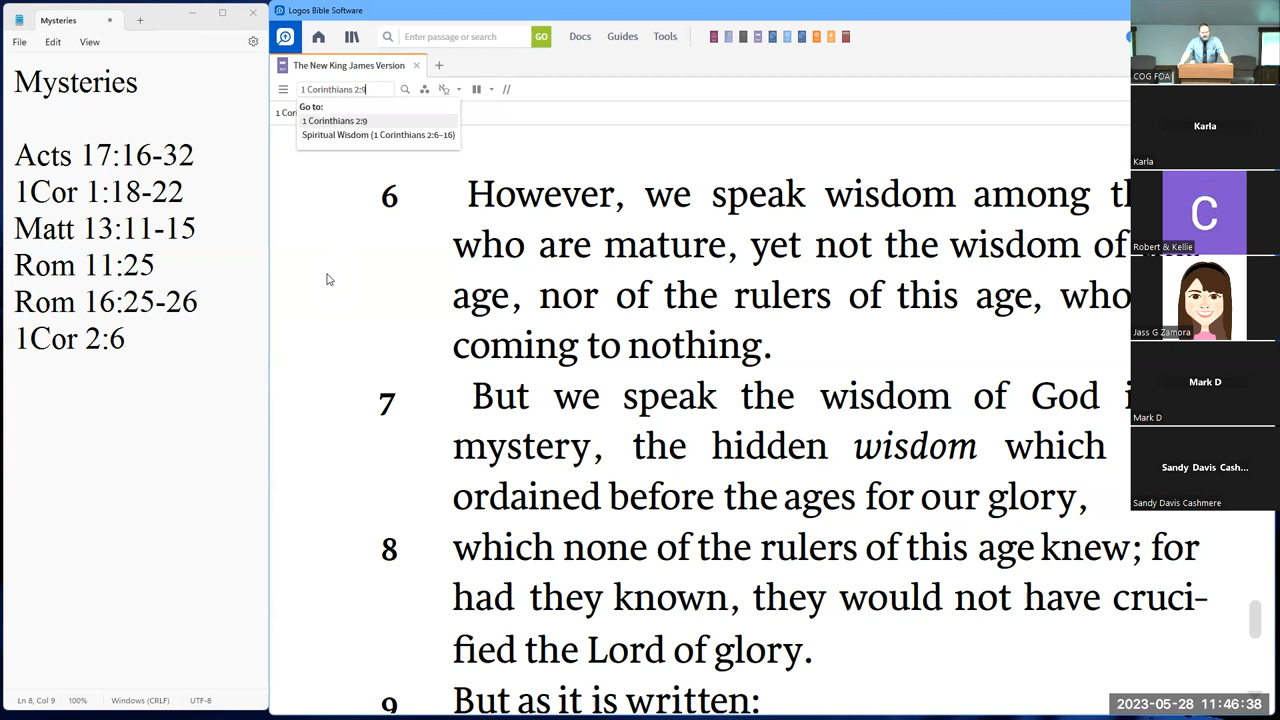 Mysteries
File Edit View
Mysteries
Acts 17:16-32
1Cor 1:18-22
Matt 13:11-15
Rom 11:25
Rom 16:25-26
1Cor 2:6
Ln 8, Col 9 100% Windows (CRLF) UTF-8
Logos Bible Software
Enter passage or search GO Docs Guides Tools
The New King James Version
1 Corinthians 2:9
1 Cor
Go to:
1 Corinthians 2:9
Spiritual Wisdom (1 Corinthians 2:6–16)
6 However, we speak wisdom among
who are mature, yet not the wisdom of
age, nor of the rulers of this age, who
coming to nothing.
7 But we speak the wisdom of God
mystery, the hidden wisdom which
ordained before the ages for our glory,
8 which none of the rulers of this age knew; for
had they known, they would not have cruci-
fied the Lord of glory.
9 But as it is written:
COG FOA
Karla
Karla
C
Robert & Kellie
Jass G Zamora
Mark D
Mark D
Sandy Davis Cash...
Sandy Davis Cashmere
2023-05-28 11:46:38